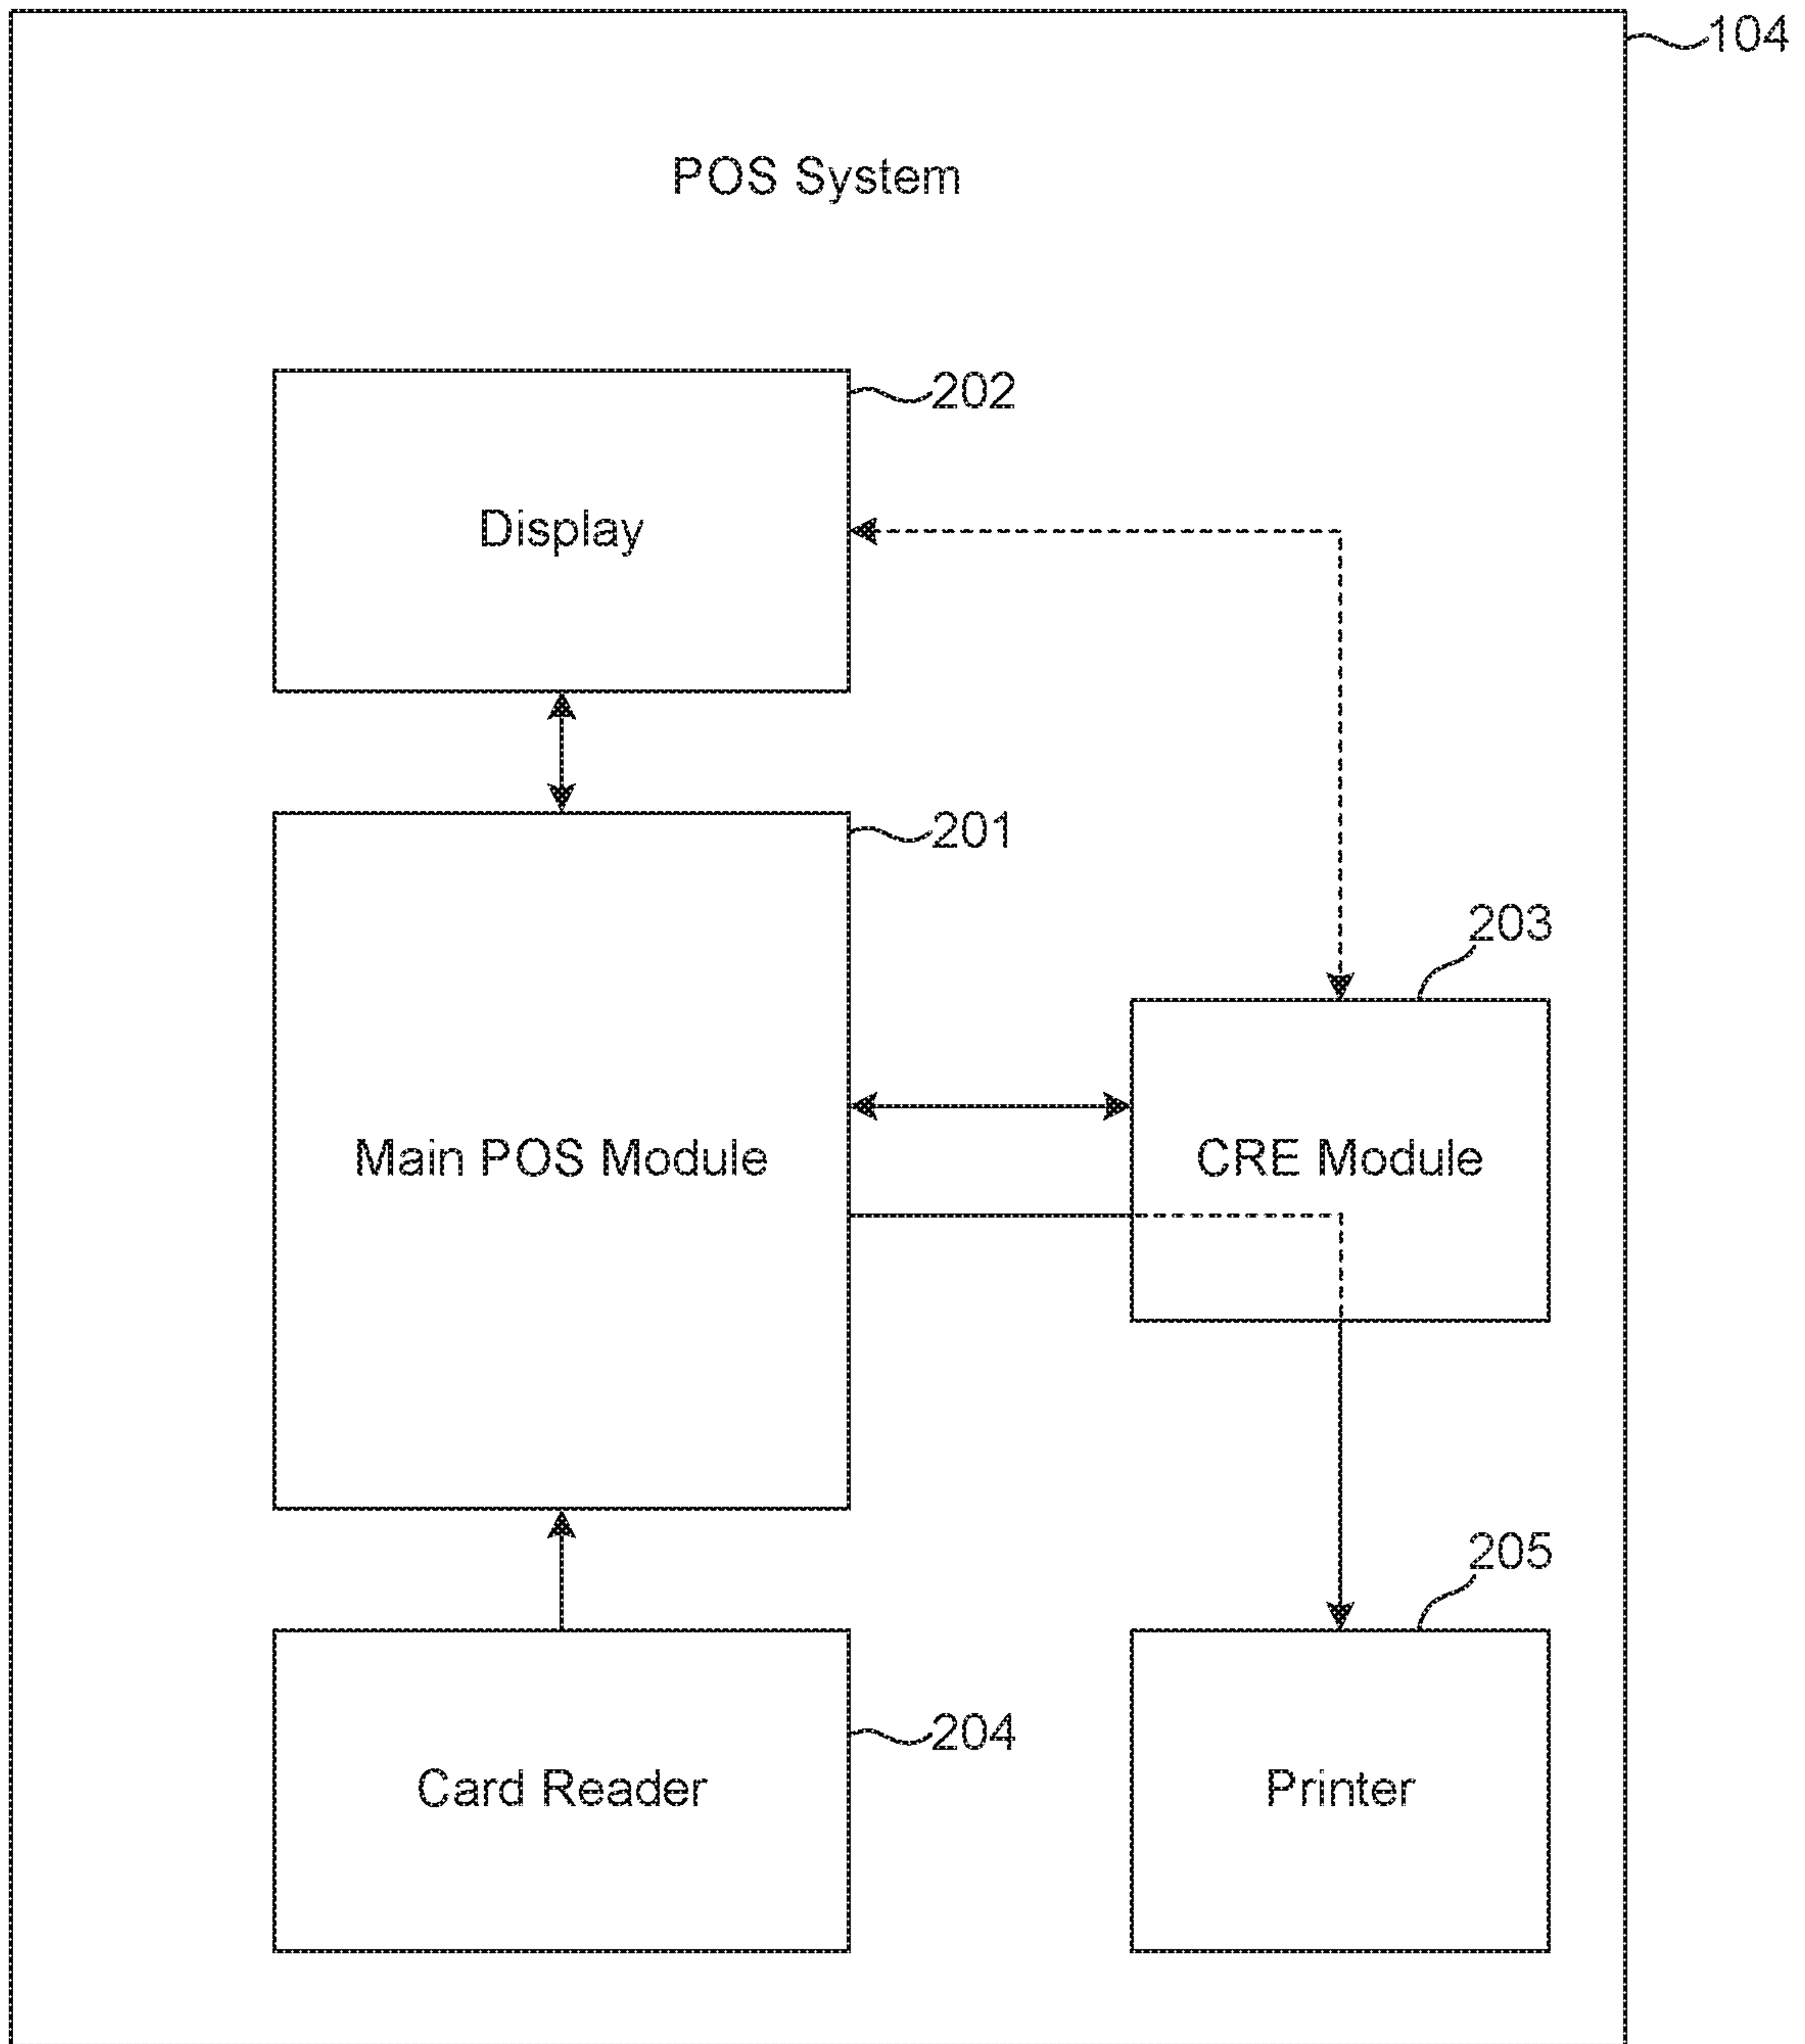 104
POS System
202
Display
201
203
Main POS Module
CRE Module
205
204
Card Reader
Printer